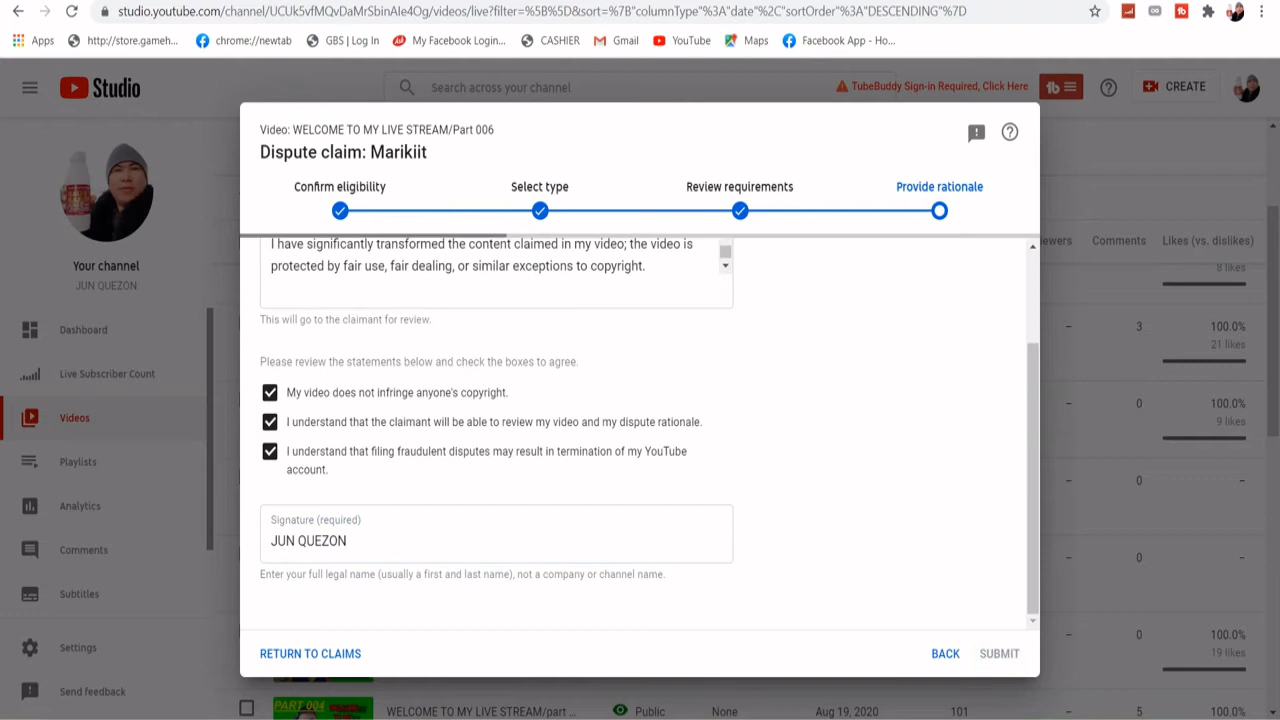 studio.youtube.com/channel/UCUk5vfMQvDaMrSbinAle4Og/videos/live?filter=%5B%5D&sort=%7B"columnType"%3A"date"%2C"sortOrder"%3A"DESCENDING"%7D
Apps http://store.gameh... chrome://newtab GBS | Log In My Facebook Login... CASHIER Gmail YouTube Maps Facebook App - Ho...
Studio Search across your channel TubeBuddy Sign-in Required, Click Here tb ? CREATE
Video: WELCOME TO MY LIVE STREAM/Part 006
Dispute claim: Marikiit
Confirm eligibility Select type Review requirements Provide rationale
I have significantly transformed the content claimed in my video; the video is
protected by fair use, fair dealing, or similar exceptions to copyright.
This will go to the claimant for review.
Please review the statements below and check the boxes to agree.
My video does not infringe anyone's copyright.
I understand that the claimant will be able to review my video and my dispute rationale.
I understand that filing fraudulent disputes may result in termination of my YouTube
account.
Signature (required)
JUN QUEZON
Enter your full legal name (usually a first and last name), not a company or channel name.
RETURN TO CLAIMS BACK SUBMIT
Your channel
JUN QUEZON
Dashboard
Live Subscriber Count
Videos
Playlists
Analytics
Comments
Subtitles
Settings
Send feedback
ewers Comments Likes (vs. dislikes)
8 likes
– 3 100.0%
21 likes
– 0 100.0%
9 likes
– 0 –
– 0 –
– 0 100.0%
19 likes
PART 004 WELCOME TO MY LIVE STREAM/part ... Public None Aug 19, 2020 101 5 100.0%